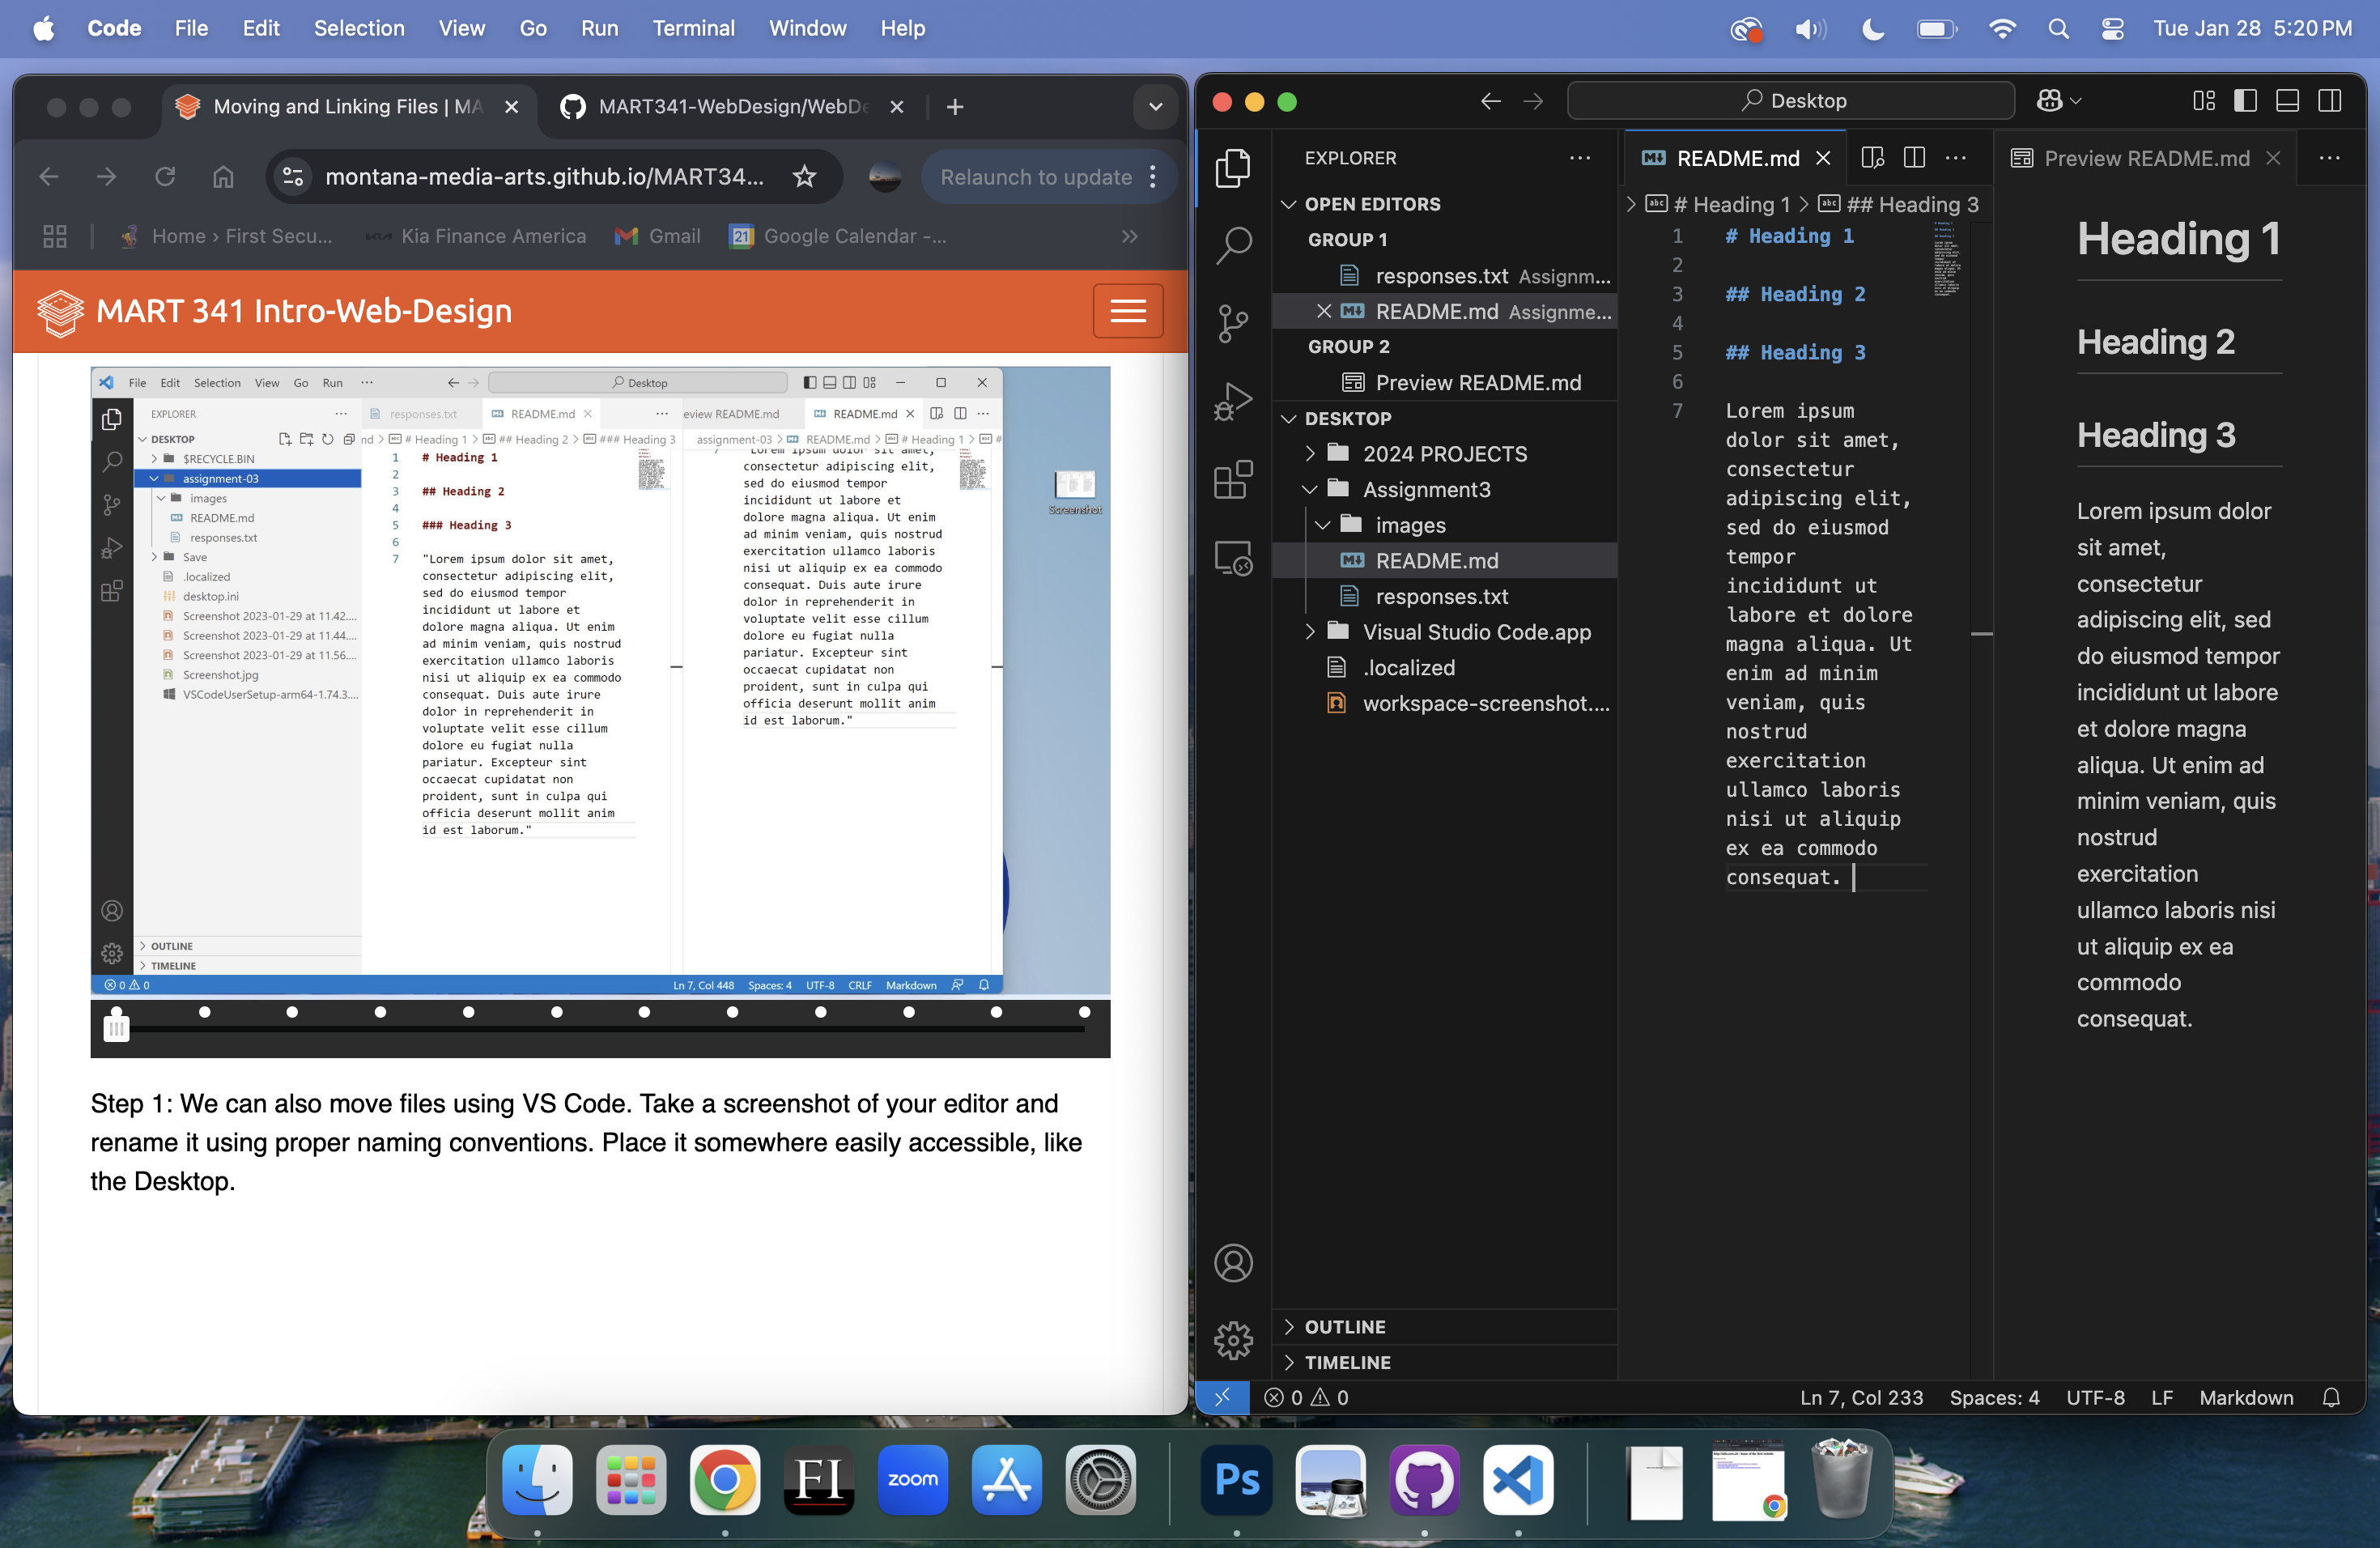 Code File Edit Selection View Go Run Terminal Window Help
Tue Jan 28 5:20 PM
Moving and Linking Files | MA
MART341-WebDesign/WebDe
montana-media-arts.github.io/MART34...
Relaunch to update
Home › First Secu...
Kia Finance America
Gmail
21
Google Calendar -...
MART 341 Intro-Web-Design
File Edit Selection View Go Run ...
Desktop
EXPLORER
DESKTOP
$RECYCLE.BIN
assignment-03
images
README.md
responses.txt
Save
.localized
desktop.ini
Screenshot 2023-01-29 at 11.42....
Screenshot 2023-01-29 at 11.44....
Screenshot 2023-01-29 at 11.56....
Screenshot.jpg
VSCodeUserSetup-arm64-1.74.3....
OUTLINE
TIMELINE
responses.txt
README.md
nd > # Heading 1 > ## Heading 2 > ### Heading 3
1 # Heading 1
2
3 ## Heading 2
4
5 ### Heading 3
6
7 "Lorem ipsum dolor sit amet,
consectetur adipiscing elit,
sed do eiusmod tempor
incididunt ut labore et
dolore magna aliqua. Ut enim
ad minim veniam, quis nostrud
exercitation ullamco laboris
nisi ut aliquip ex ea commodo
consequat. Duis aute irure
dolor in reprehenderit in
voluptate velit esse cillum
dolore eu fugiat nulla
pariatur. Excepteur sint
occaecat cupidatat non
proident, sunt in culpa qui
officia deserunt mollit anim
id est laborum."
eview README.md
README.md
assignment-03 > README.md > # Heading 1 >
"Lorem ipsum dolor sit amet,
consectetur adipiscing elit,
sed do eiusmod tempor
incididunt ut labore et
dolore magna aliqua. Ut enim
ad minim veniam, quis nostrud
exercitation ullamco laboris
nisi ut aliquip ex ea commodo
consequat. Duis aute irure
dolor in reprehenderit in
voluptate velit esse cillum
dolore eu fugiat nulla
pariatur. Excepteur sint
occaecat cupidatat non
proident, sunt in culpa qui
officia deserunt mollit anim
id est laborum."
Screenshot
0 0
Ln 7, Col 448 Spaces: 4 UTF-8 CRLF Markdown
Step 1: We can also move files using VS Code. Take a screenshot of your editor and
rename it using proper naming conventions. Place it somewhere easily accessible, like
the Desktop.
Desktop
EXPLORER
OPEN EDITORS
GROUP 1
responses.txt Assignm...
README.md Assignme...
GROUP 2
Preview README.md
DESKTOP
2024 PROJECTS
Assignment3
images
README.md
responses.txt
Visual Studio Code.app
.localized
workspace-screenshot....
OUTLINE
TIMELINE
README.md
> # Heading 1 > ## Heading 3
1 # Heading 1
2
3 ## Heading 2
4
5 ## Heading 3
6
7 Lorem ipsum
dolor sit amet,
consectetur
adipiscing elit,
sed do eiusmod
tempor
incididunt ut
labore et dolore
magna aliqua. Ut
enim ad minim
veniam, quis
nostrud
exercitation
ullamco laboris
nisi ut aliquip
ex ea commodo
consequat.
Preview README.md
Heading 1
Heading 2
Heading 3
Lorem ipsum dolor
sit amet,
consectetur
adipiscing elit, sed
do eiusmod tempor
incididunt ut labore
et dolore magna
aliqua. Ut enim ad
minim veniam, quis
nostrud
exercitation
ullamco laboris nisi
ut aliquip ex ea
commodo
consequat.
0 0
Ln 7, Col 233 Spaces: 4 UTF-8 LF Markdown
FI
zoom
Ps